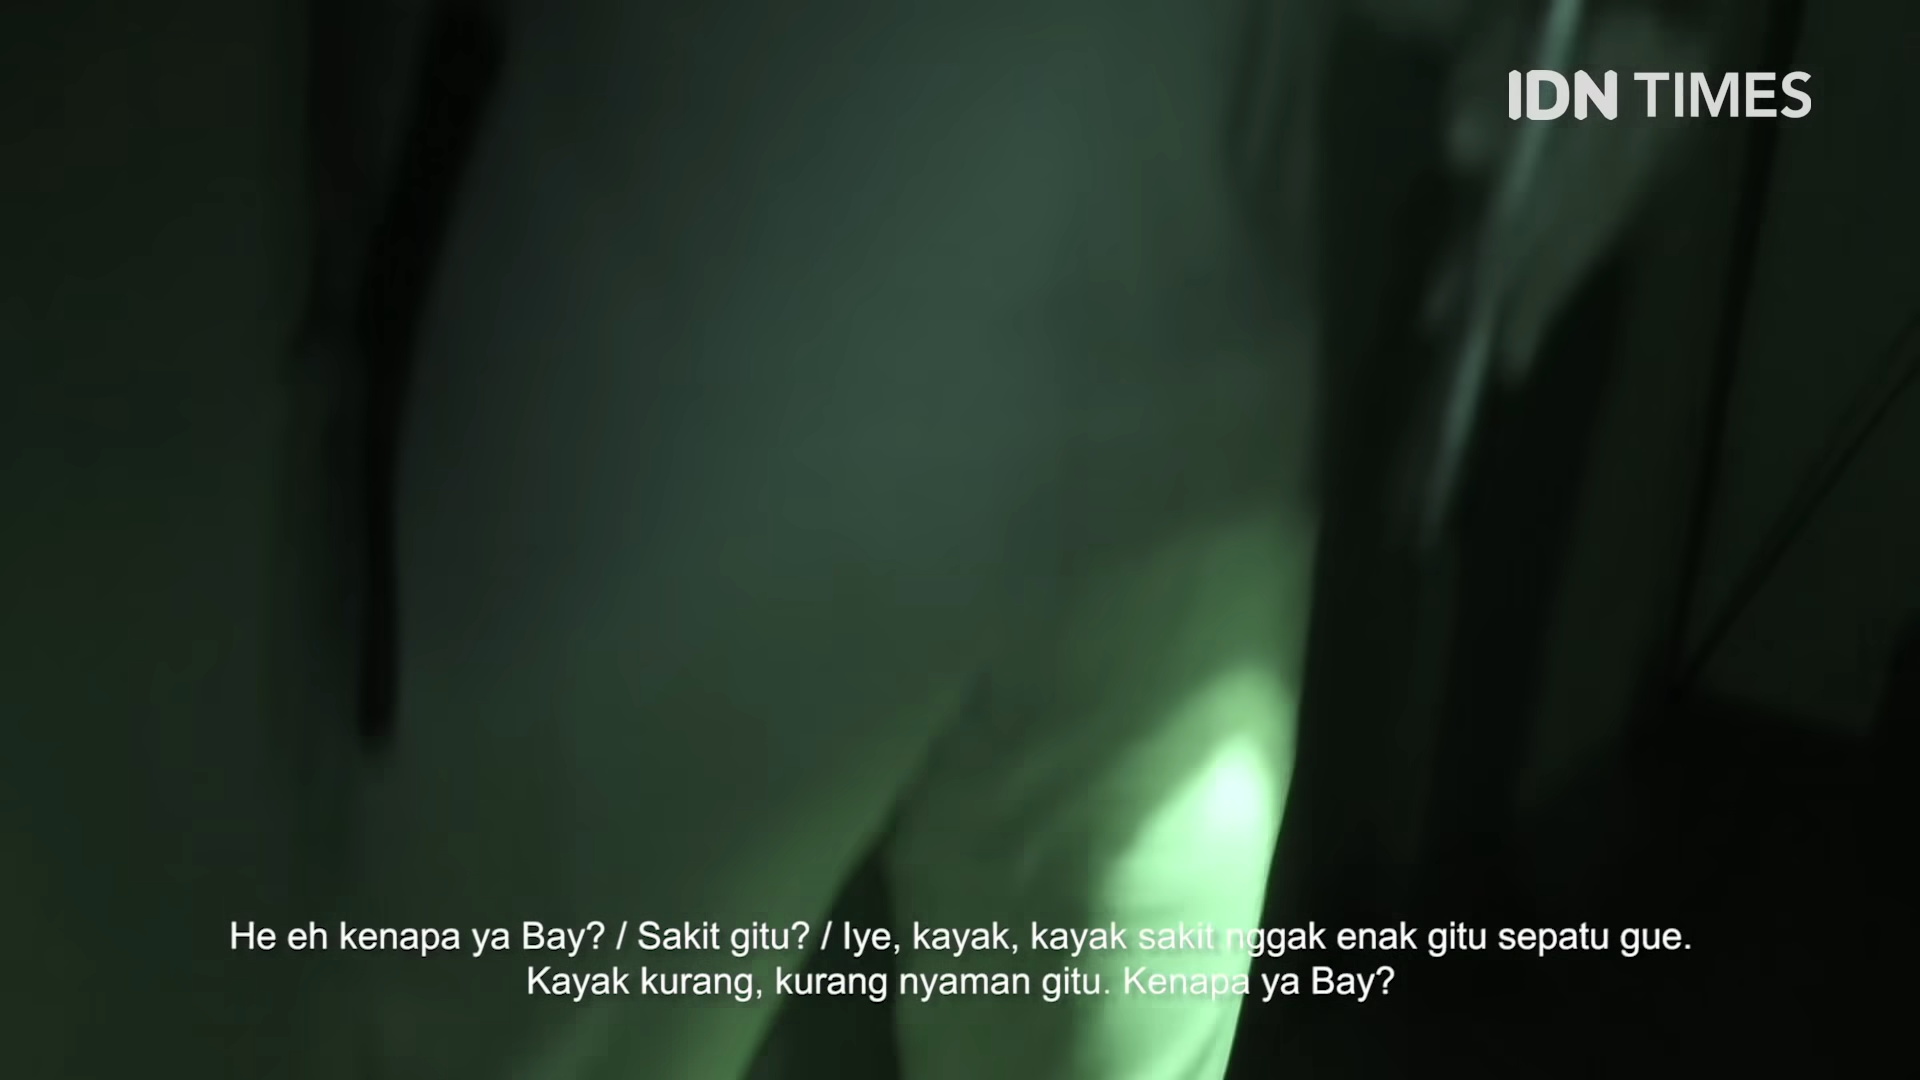 IDN TIMES
He eh kenapa ya Bay? / Sakit gitu? / Iye, kayak, kayak sakit nggak enak gitu sepatu gue.
Kayak kurang, kurang nyaman gitu. Kenapa ya Bay?